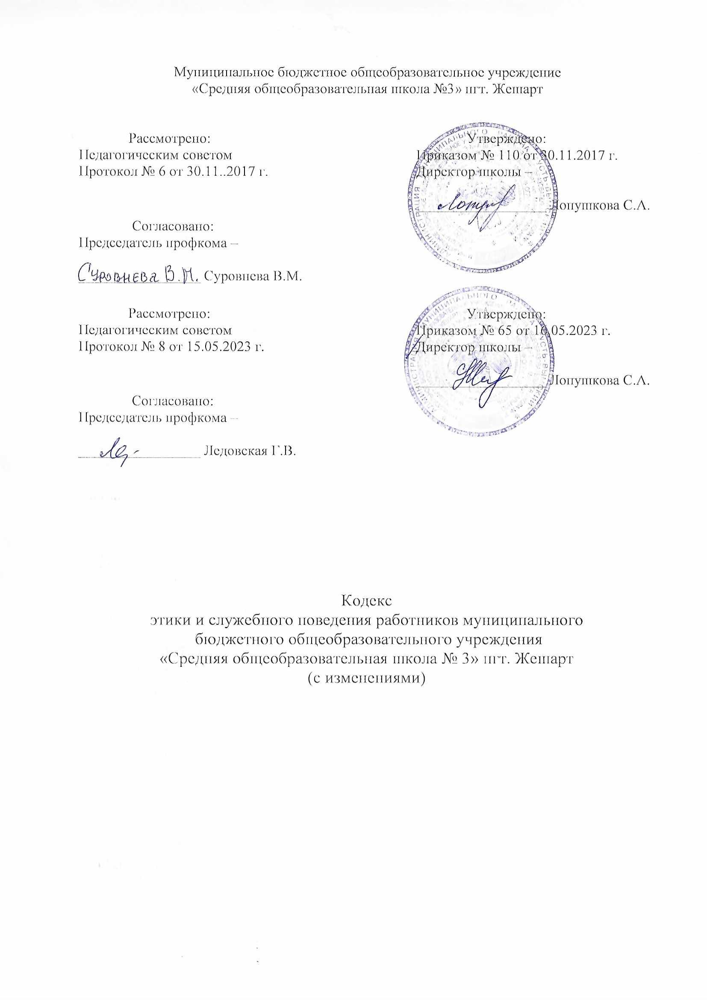 Муниципальное бюджетное общеобразовательное учреждение
«Средняя общеобразовательная школа №3» пгт. Жешарт
Рассмотрено:
Педагогическим советом
Протокол № 6 от 30.11..2017 г.
Согласовано:
Председатель профкома –
Суровнева В.М. Суровнева В.М.
Утверждено:
Приказом № 110 от 30.11.2017 г.
Директор школы –
Лопушкова С.А.
Рассмотрено:
Педагогическим советом
Протокол № 8 от 15.05.2023 г.
Согласовано:
Председатель профкома –
Ледовская Г.В.
Утверждено:
Приказом № 65 от 16.05.2023 г.
Директор школы –
Лопушкова С.А.
Кодекс
этики и служебного поведения работников муниципального
бюджетного общеобразовательного учреждения
«Средняя общеобразовательная школа № 3» пгт. Жешарт
(с изменениями)